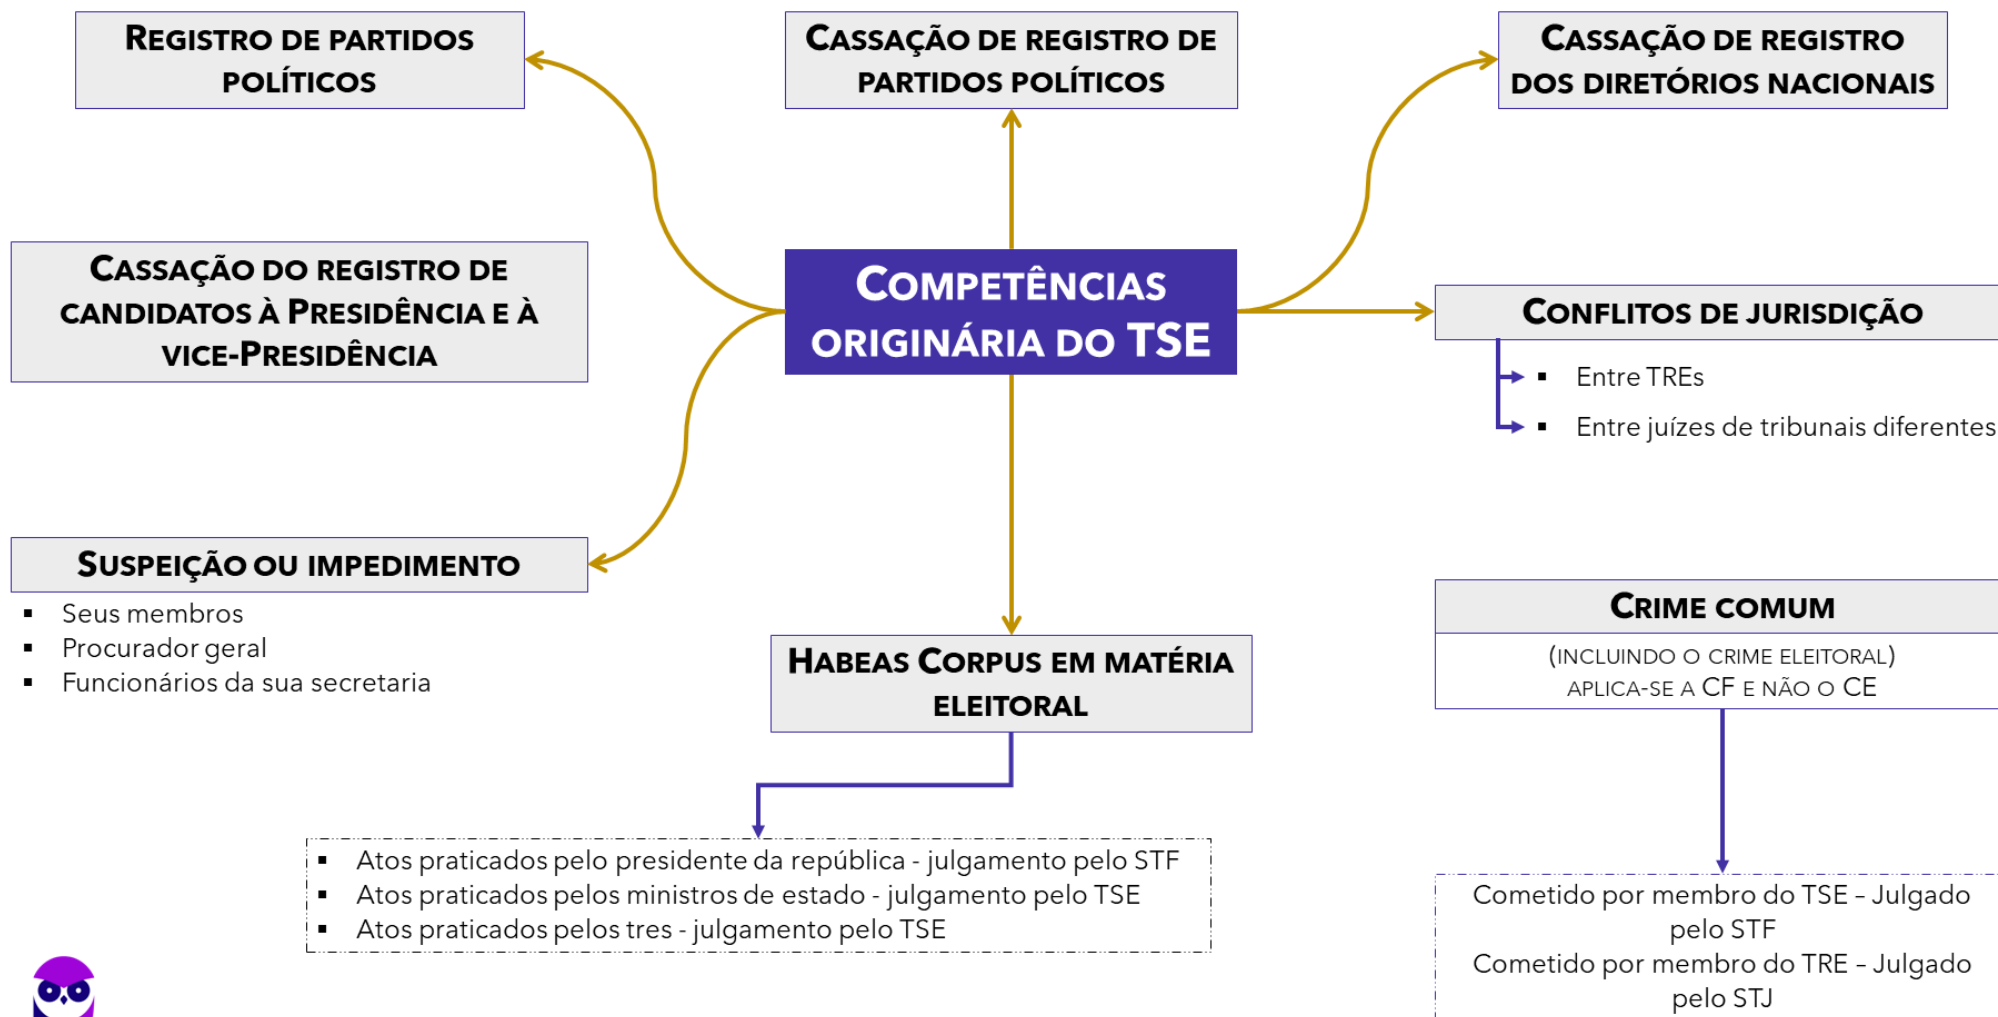 REGISTRO DE PARTIDOS
POLÍTICOS
CASSAÇÃO DE REGISTRO DE
PARTIDOS POLÍTICOS
CASSAÇÃO DE REGISTRO
DOS DIRETÓRIOS NACIONAIS
CASSAÇÃO DO REGISTRO DE
CANDIDATOS À PRESIDÊNCIA E À
VICE-PRESIDÊNCIA
COMPETÊNCIAS
ORIGINÁRIA DO TSE
CONFLITOS DE JURISDIÇÃO
▪ Entre TREs
▪ Entre juízes de tribunais diferentes
SUSPEIÇÃO OU IMPEDIMENTO
▪ Seus membros
▪ Procurador geral
▪ Funcionários da sua secretaria
HABEAS CORPUS EM MATÉRIA
ELEITORAL
▪ Atos praticados pelo presidente da república - julgamento pelo STF
▪ Atos praticados pelos ministros de estado - julgamento pelo TSE
▪ Atos praticados pelos tres - julgamento pelo TSE
CRIME COMUM
(INCLUINDO O CRIME ELEITORAL)
APLICA-SE A CF E NÃO O CE
Cometido por membro do TSE – Julgado
pelo STF
Cometido por membro do TRE – Julgado
pelo STJ